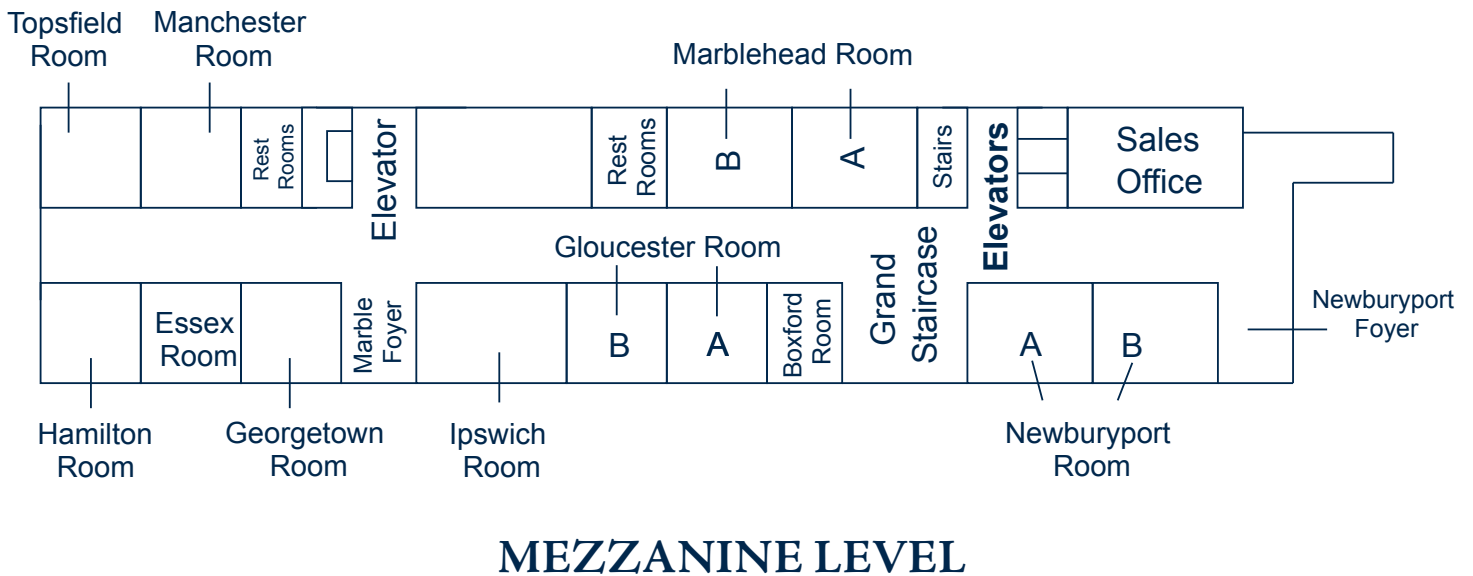 Topsfield
Room
Manchester
Room
Marblehead Room
Rest
Rooms
Elevator
Rest
Rooms
B
A
Stairs
Elevators
Sales
Office
Gloucester Room
Essex
Room
Marble
Foyer
B
A
Boxford
Room
Grand
Staircase
A
B
Newburyport
Foyer
Hamilton
Room
Georgetown
Room
Ipswich
Room
Newburyport
Room
MEZZANINE LEVEL